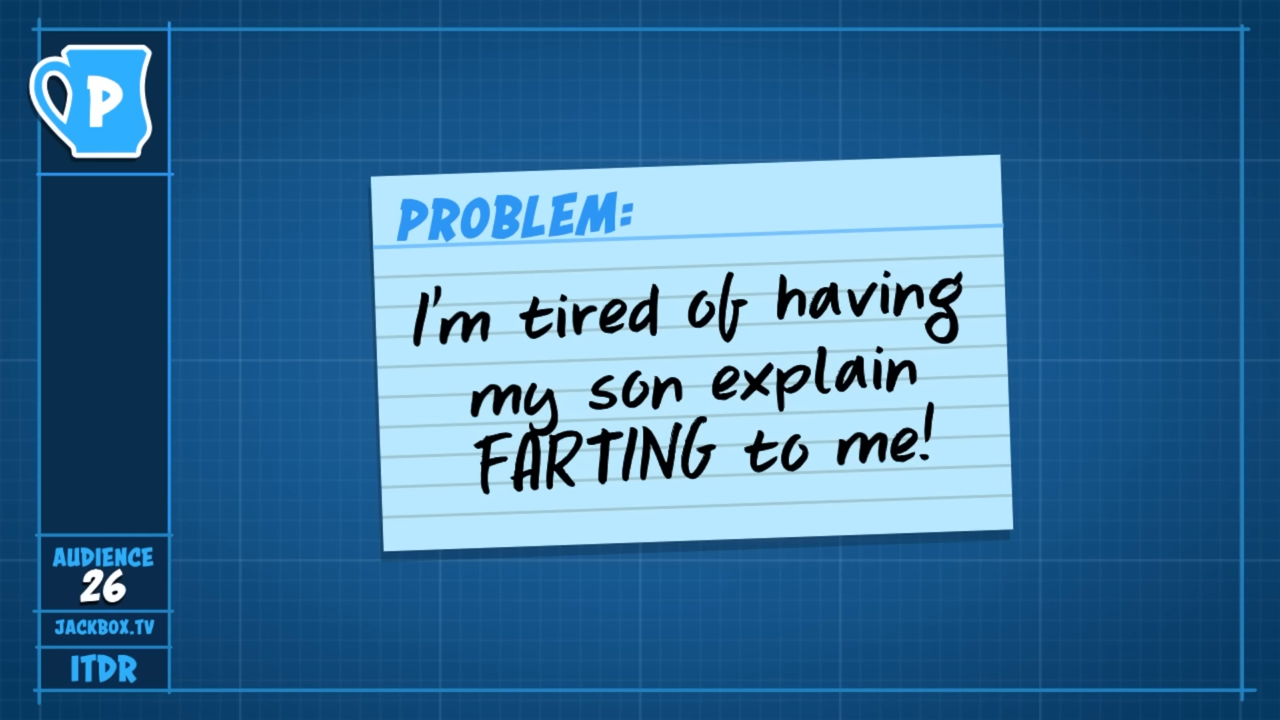 P
PROBLEM:
I'm tired of having
my son explain
FARTING to me!
AUDIENCE
26
JACKBOX.TV
ITDR